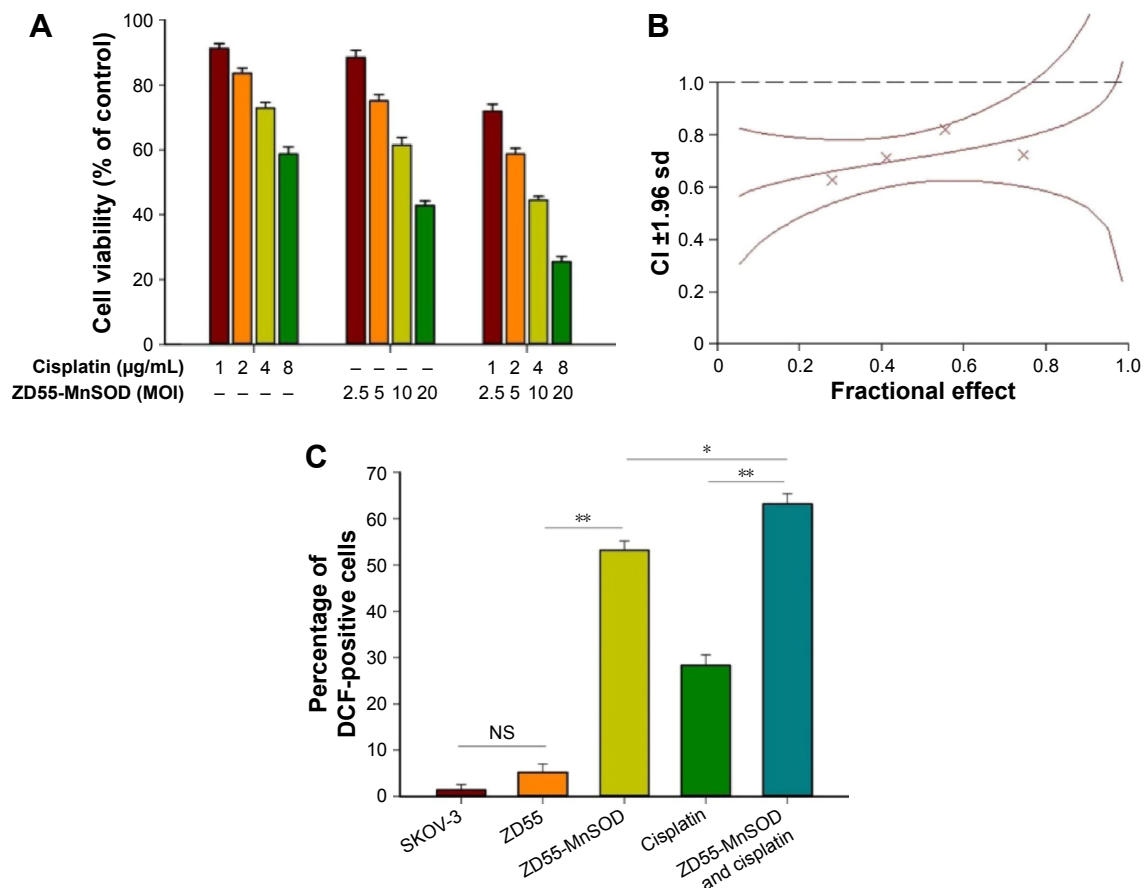 A
Cell viability (% of control)
100
80
60
40
20
0
Cisplatin (µg/mL) 1 2 4 8 – – – – 1 2 4 8
ZD55-MnSOD (MOI) – – – – 2.5 5 10 20 2.5 5 10 20
B
CI ±1.96 sd
1.0
0.8
0.6
0.4
0.2
0
0 0.2 0.4 0.6 0.8 1.0
Fractional effect
C
Percentage of
DCF-positive cells
70
60
50
40
30
20
10
0
NS
**
*
**
SKOV-3
ZD55
ZD55-MnSOD
Cisplatin
ZD55-MnSOD
and cisplatin